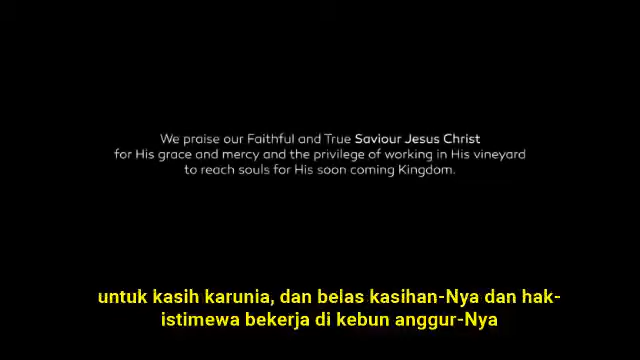 We praise our Faithful and True Saviour Jesus Christ
for His grace and mercy and the privilege of working in His vineyard
to reach souls for His soon coming Kingdom.
untuk kasih karunia, dan belas kasihan-Nya dan hak-
istimewa bekerja di kebun anggur-Nya